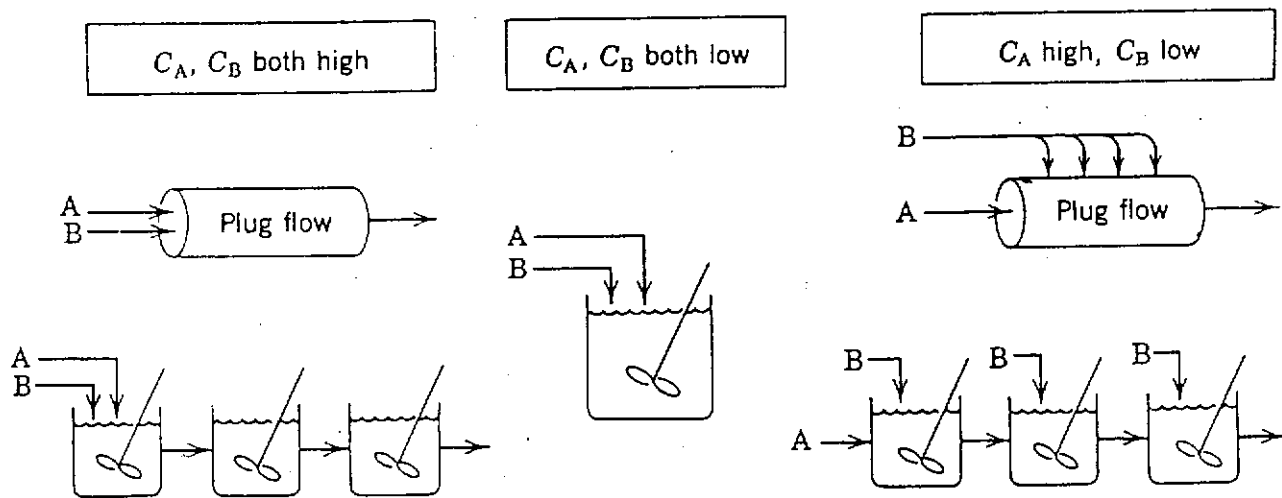 C_A, C_B both high
C_A, C_B both low
C_A high, C_B low
A
B
Plug flow
A
B
B
A
Plug flow
A
B
B
B
B
A